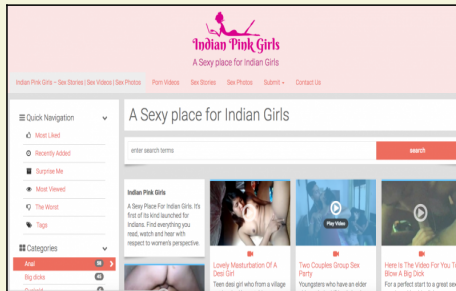 Indian Pink Girls
A Sexy place for Indian Girls
Indian Pink Girls – Sex Stories | Sex Videos | Sex Photos
Porn Videos
Sex Stories
Sex Photos
Submit
Contact Us
Quick Navigation
Most Liked
Recently Added
Surprise Me
Most Viewed
The Worst
Tags
Categories
Anal
Big dicks
A Sexy place for Indian Girls
enter search terms
search
Indian Pink Girls
A Sexy Place For Indian Girls. It's
first of its kind launched for
Indians. Find everything you
read, watch and hear with
respect to women's perspective.
Lovely Masturbation Of A
Desi Girl
Teen desi girl who from a village
Play Video
Two Couples Group Sex
Party
Youngsters who have an elder
Here Is The Video For You T
Blow A Big Dick
For a perfect start to a great sex